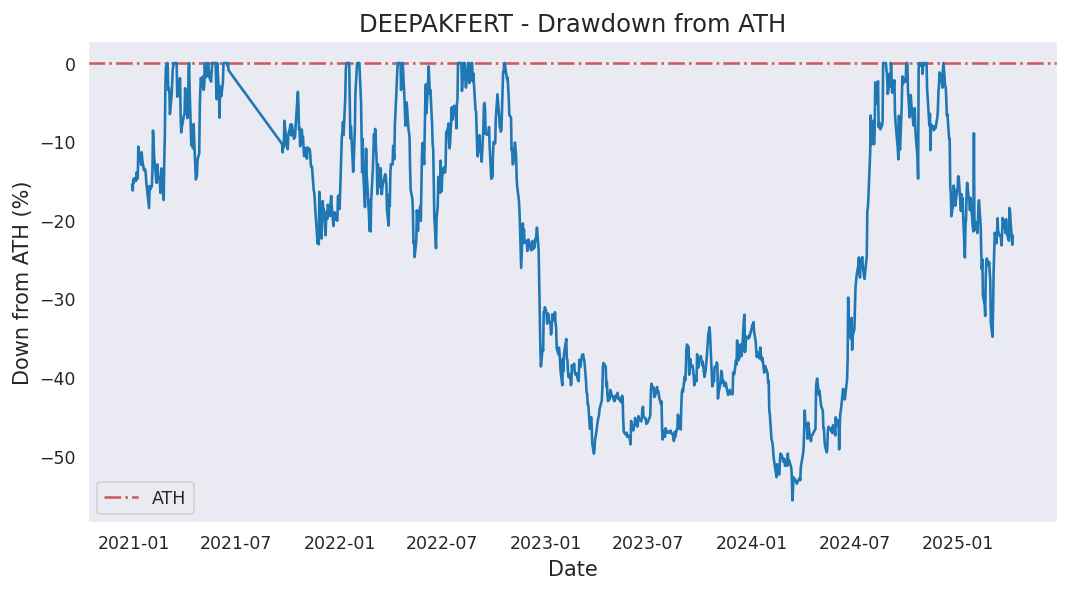 DEEPAKFERT - Drawdown from ATH
Down from ATH (%)
0
−10
−20
−30
−40
−50
ATH
2021-01 2021-07 2022-01 2022-07 2023-01 2023-07 2024-01 2024-07 2025-01
Date